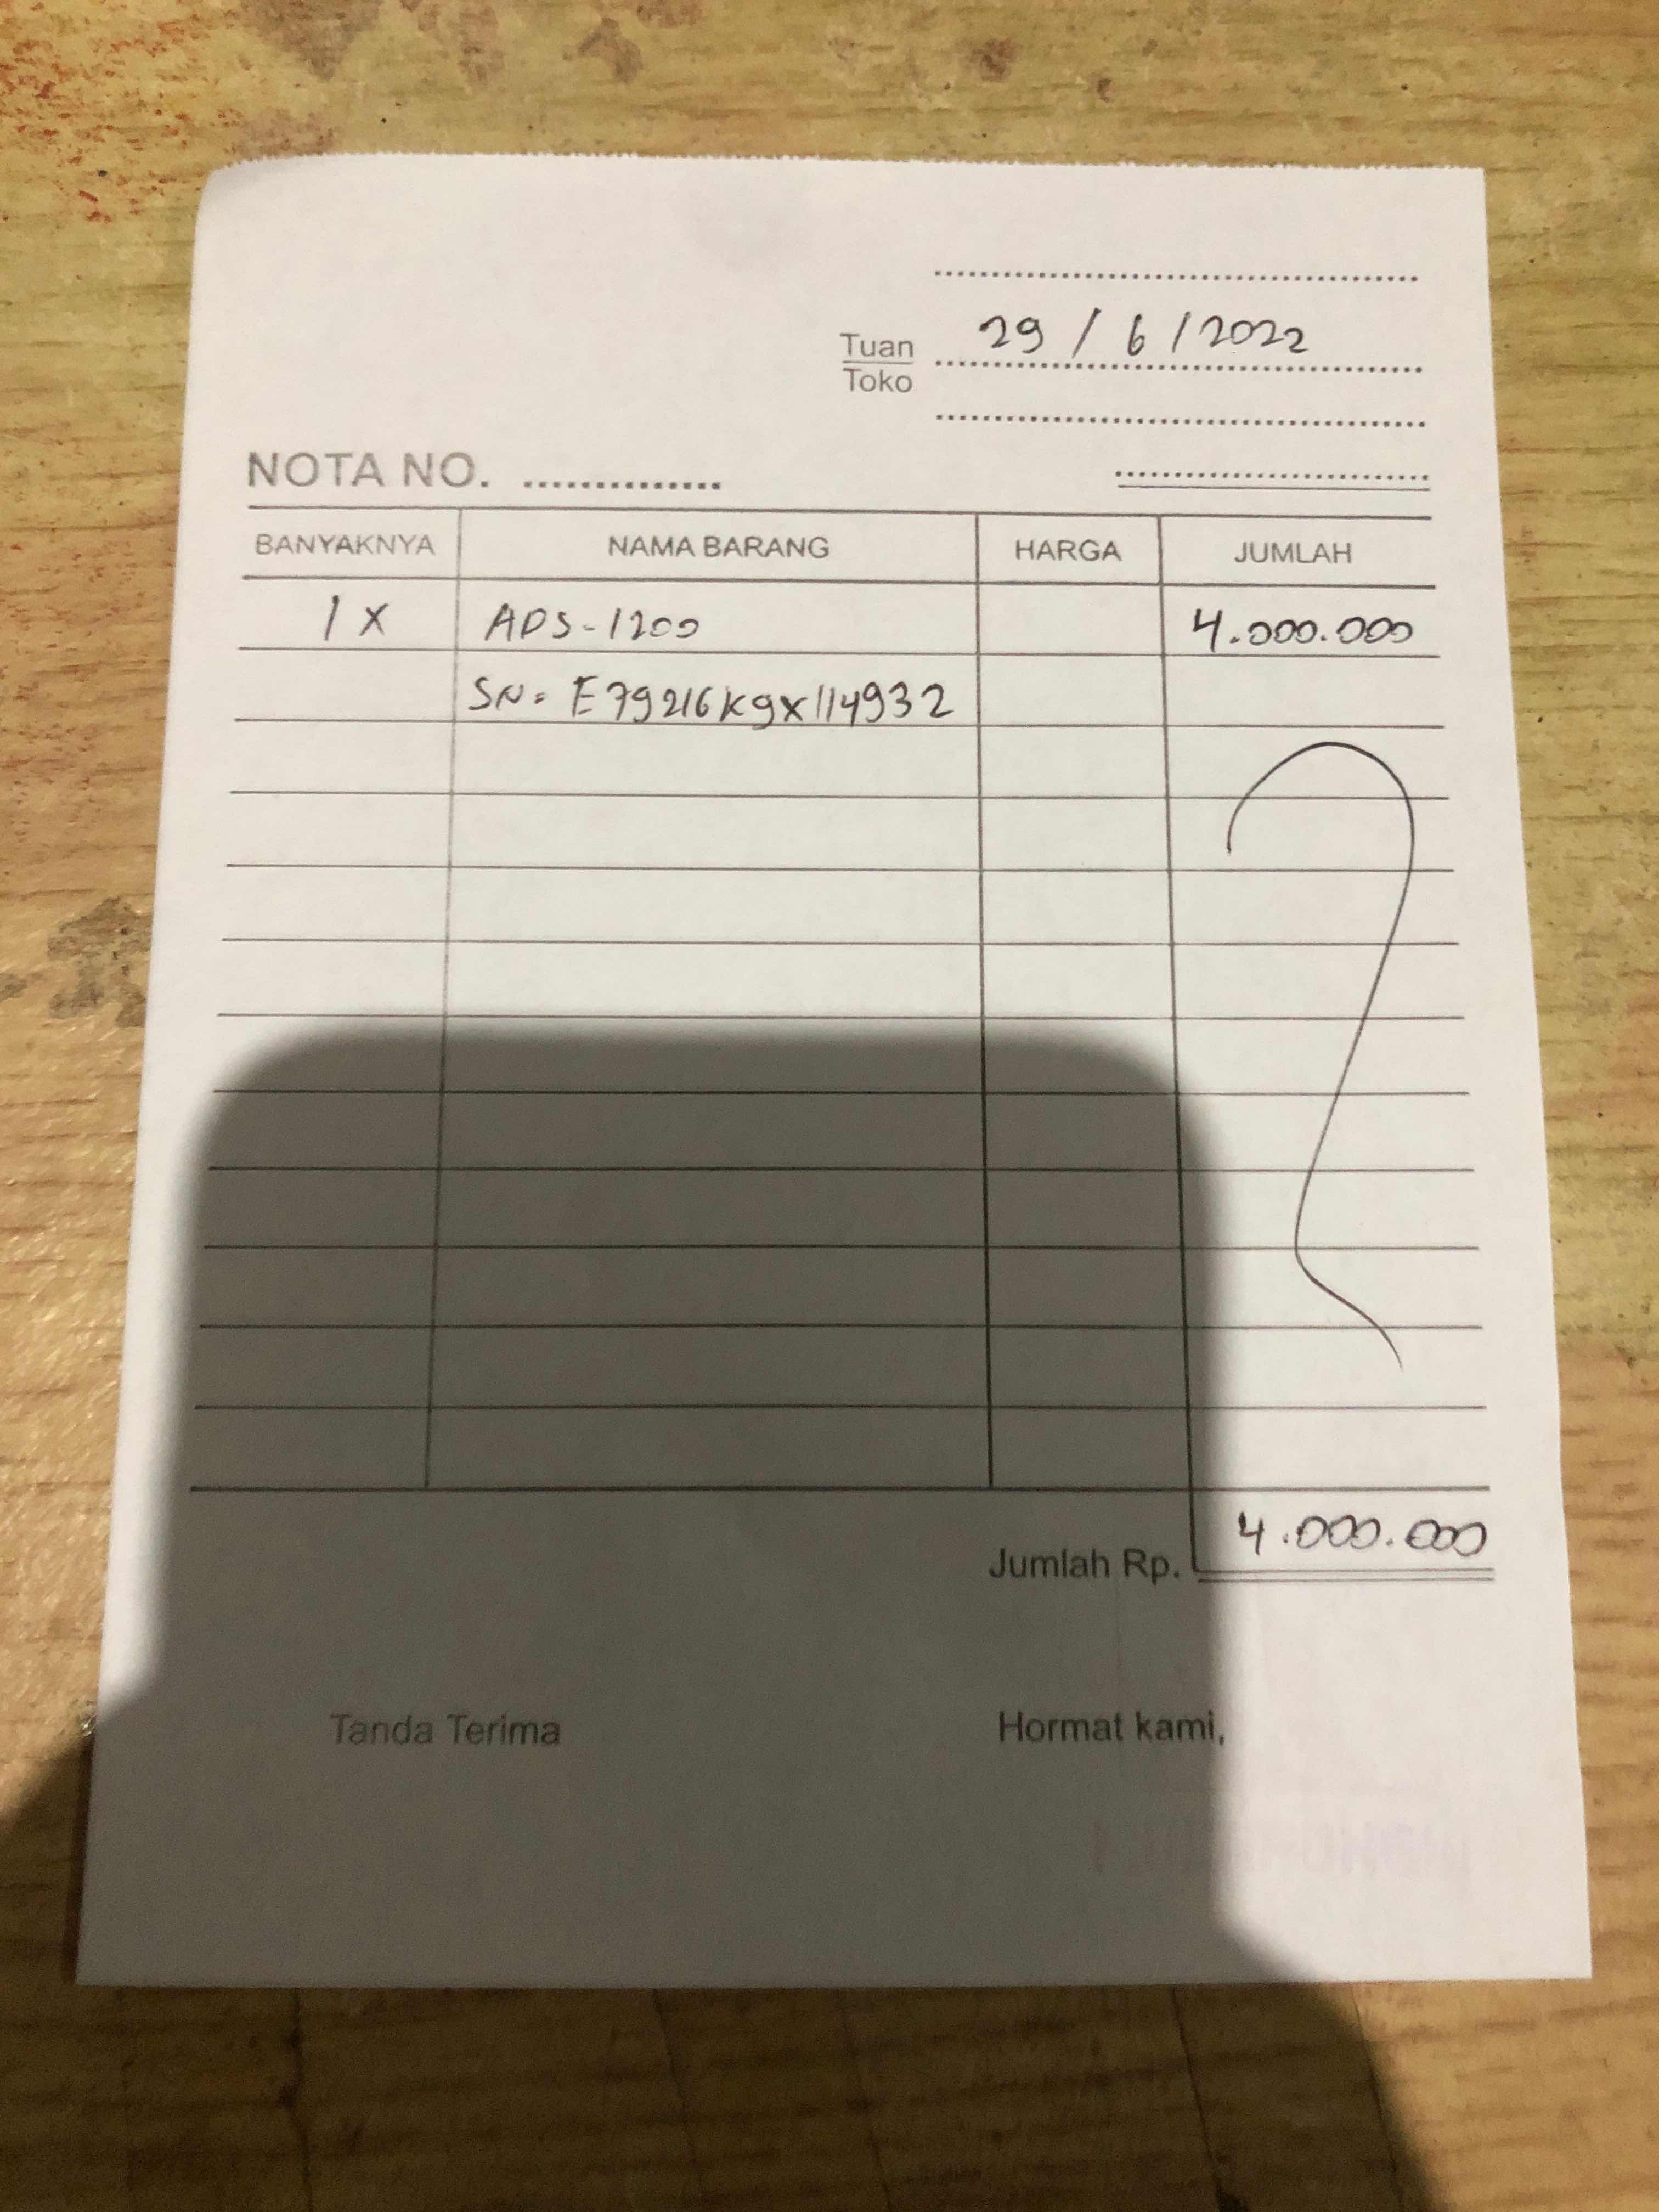 29/6/2022
Tuan
Toko
NOTA NO. ..............
BANYAKNYA NAMA BARANG HARGA JUMLAH
1 X ADS-1200 4.000.000
SN= E79216K9X114932
Jumlah Rp. 4.000.000
Tanda Terima Hormat kami,